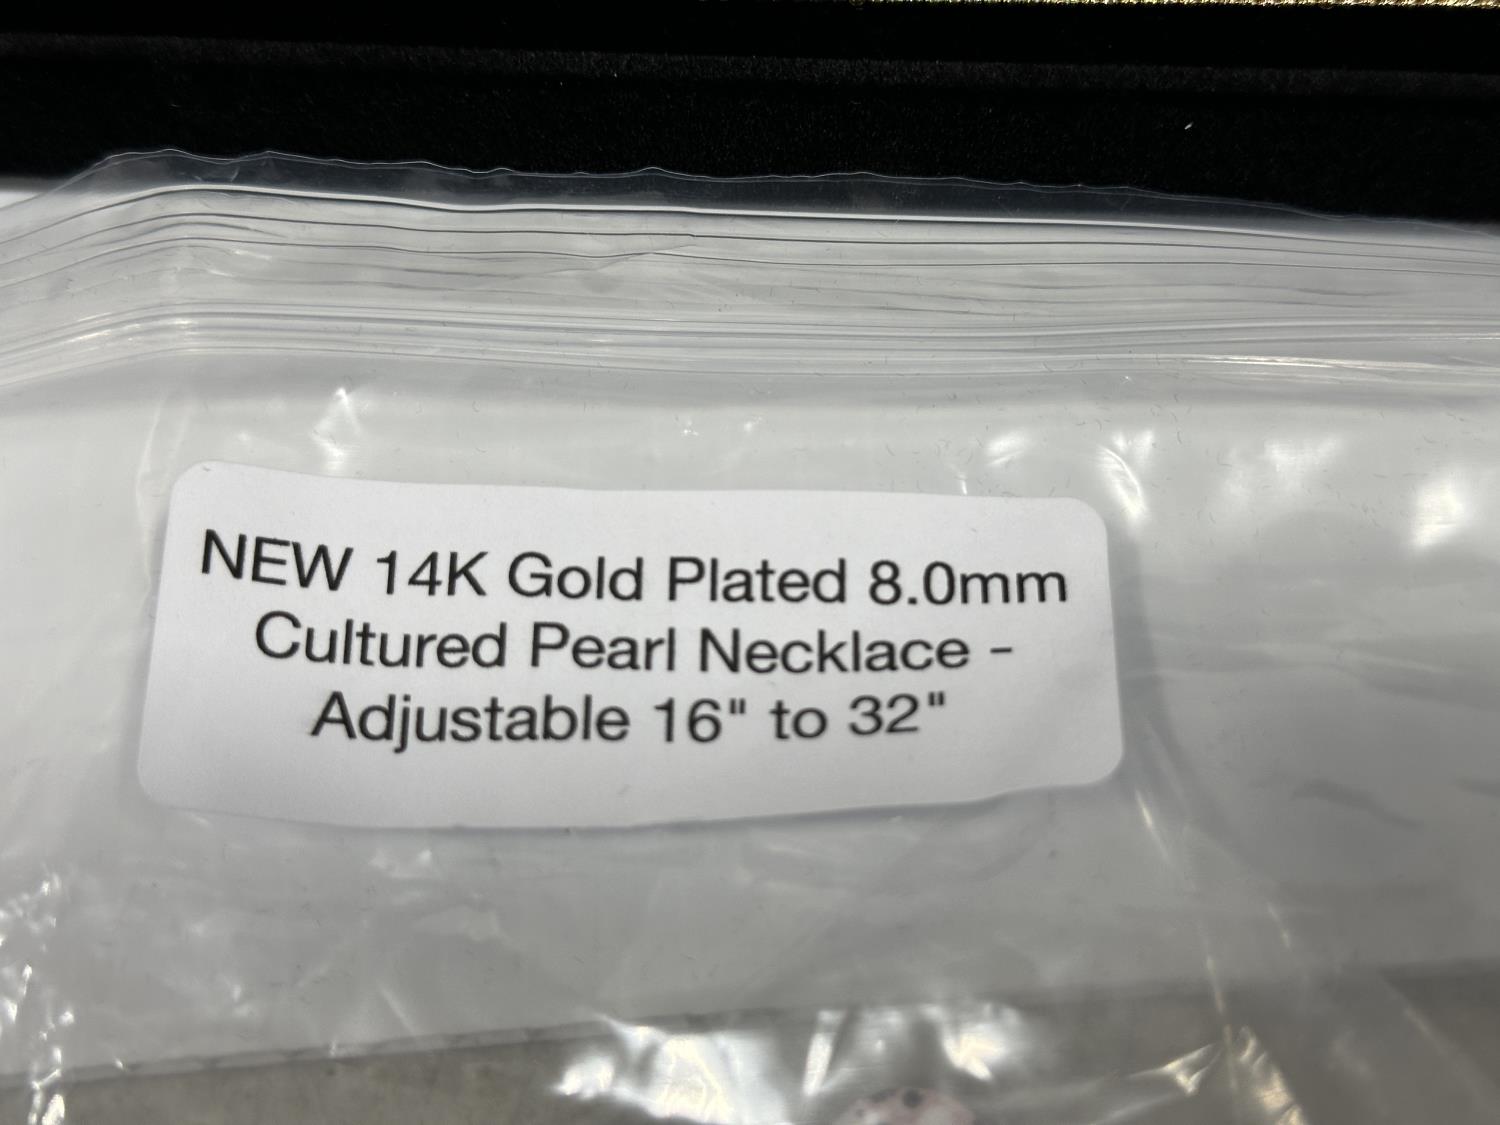 NEW 14K Gold Plated 8.0mm
Cultured Pearl Necklace -
Adjustable 16" to 32"